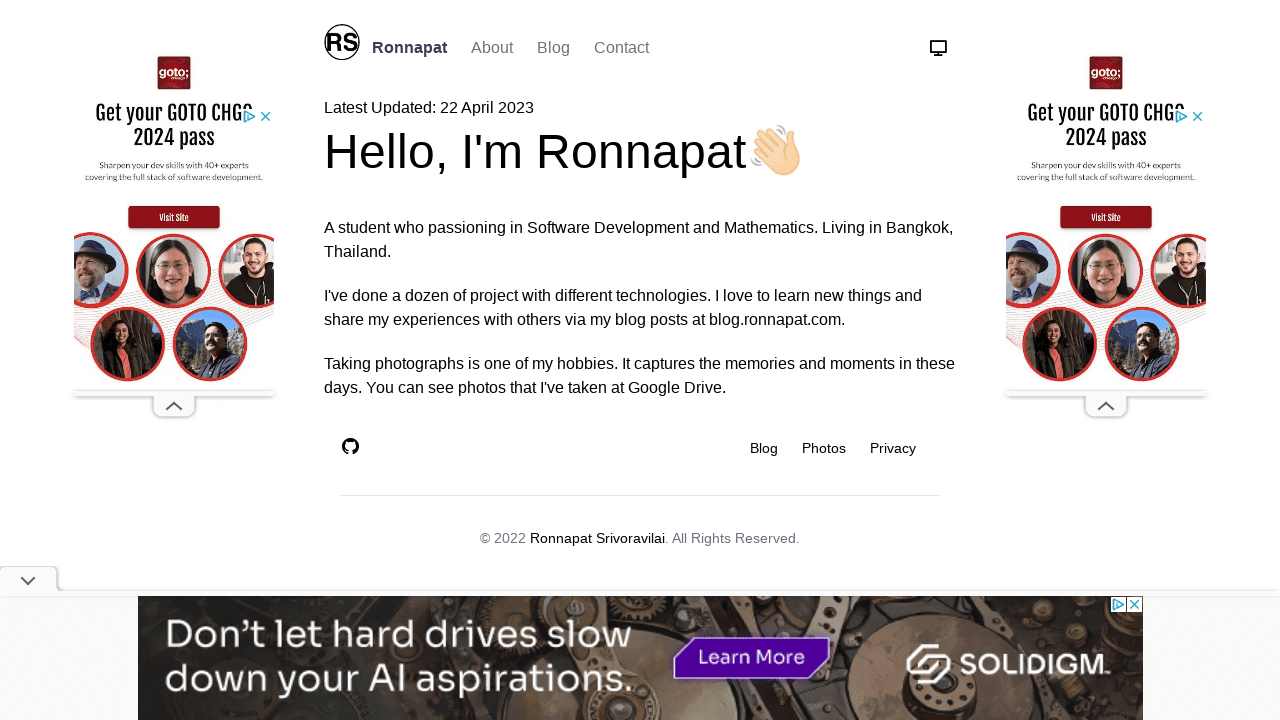 RS
Ronnapat About Blog Contact
Latest Updated: 22 April 2023
Hello, I'm Ronnapat
A student who passioning in Software Development and Mathematics. Living in Bangkok,
Thailand.
I've done a dozen of project with different technologies. I love to learn new things and
share my experiences with others via my blog posts at blog.ronnapat.com.
Taking photographs is one of my hobbies. It captures the memories and moments in these
days. You can see photos that I've taken at Google Drive.
Blog Photos Privacy
© 2022 Ronnapat Srivoravilai. All Rights Reserved.
goto;
chicago
Get your GOTO CHGO
2024 pass
Sharpen your dev skills with 40+ experts
covering the full stack of software development.
Visit Site
goto;
chicago
Get your GOTO CHGO
2024 pass
Sharpen your dev skills with 40+ experts
covering the full stack of software development.
Visit Site
Don't let hard drives slow
down your AI aspirations.
Learn More
SOLIDIGM